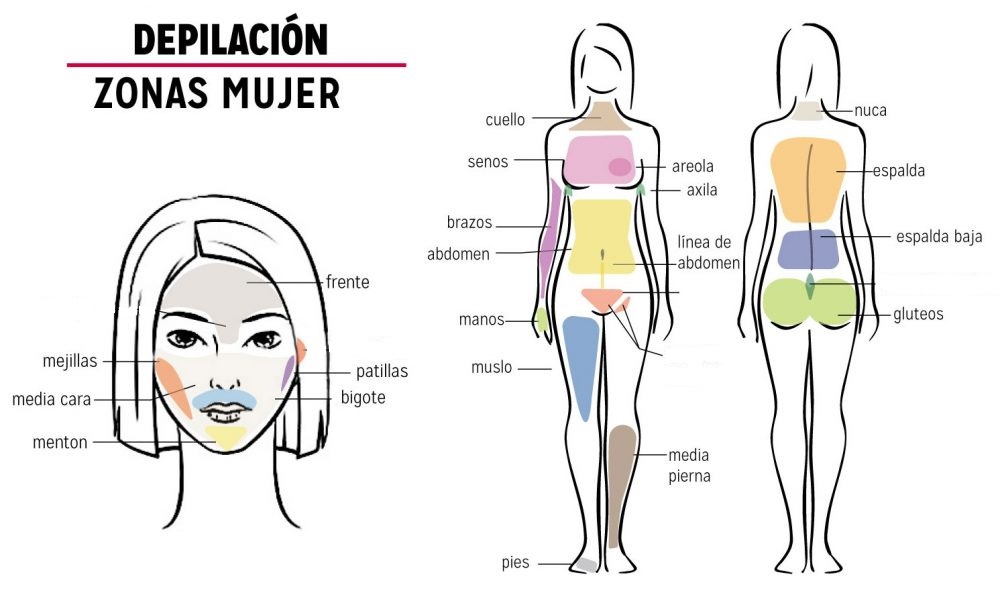 DEPILACIÓN
ZONAS MUJER
frente
mejillas
patillas
media cara
bigote
menton
cuello
senos
areola
axila
brazos
línea de
abdomen
abdomen
manos
muslo
media
pierna
pies
nuca
espalda
espalda baja
gluteos